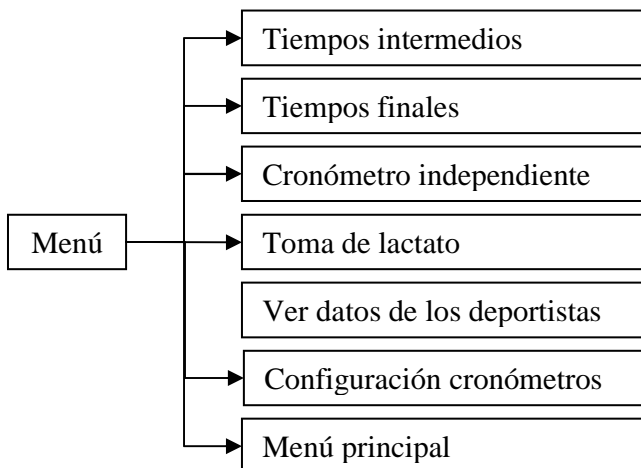 Tiempos intermedios
Tiempos finales
Cronómetro independiente
Menú
Toma de lactato
Ver datos de los deportistas
Configuración cronómetros
Menú principal